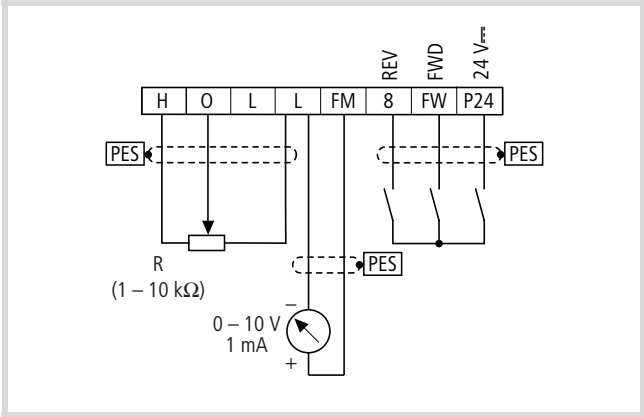 REV
FWD
24 V⎓
H O L L FM 8 FW P24
PES
PES
R
(1 – 10 kΩ)
PES
–
0 – 10 V
1 mA
+